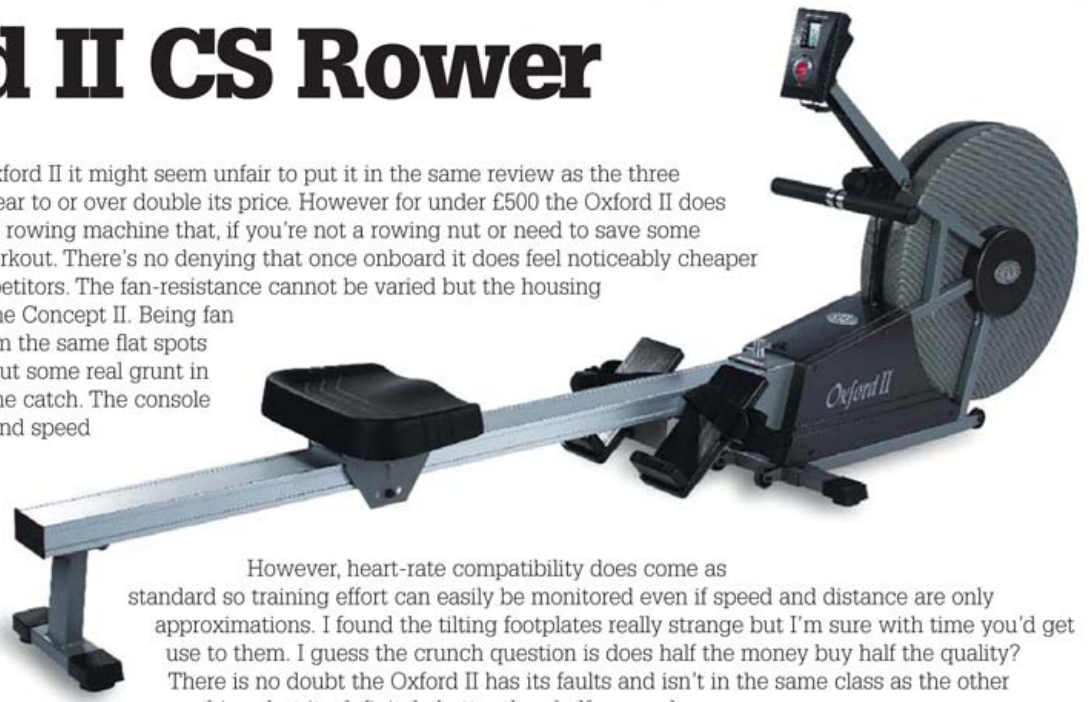 d II CS Rower
xford II it might seem unfair to put it in the same review as the three
ear to or over double its price. However for under £500 the Oxford II does
rowing machine that, if you're not a rowing nut or need to save some
rkout. There's no denying that once onboard it does feel noticeably cheaper
petitors. The fan-resistance cannot be varied but the housing
he Concept II. Being fan
m the same flat spots
ut some real grunt in
he catch. The console
nd speed
Oxford II
However, heart-rate compatibility does come as
standard so training effort can easily be monitored even if speed and distance are only
approximations. I found the tilting footplates really strange but I'm sure with time you'd get
use to them. I guess the crunch question is does half the money buy half the quality?
There is no doubt the Oxford II has its faults and isn't in the same class as the other